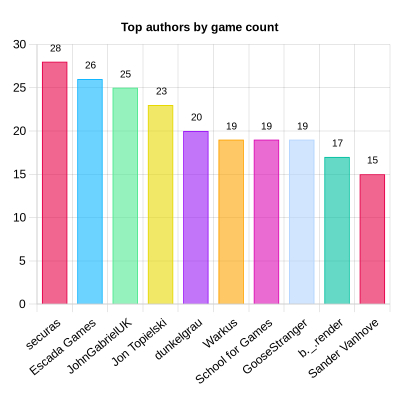 Top authors by game count
30
25
20
15
10
5
0
28
26
25
23
20
19
19
19
17
15
securas
Escada Games
JohnGabrielUK
Jon Topielski
dunkelgrau
Warkus
School for Games
GooseStranger
b._.render
Sander Vanhove